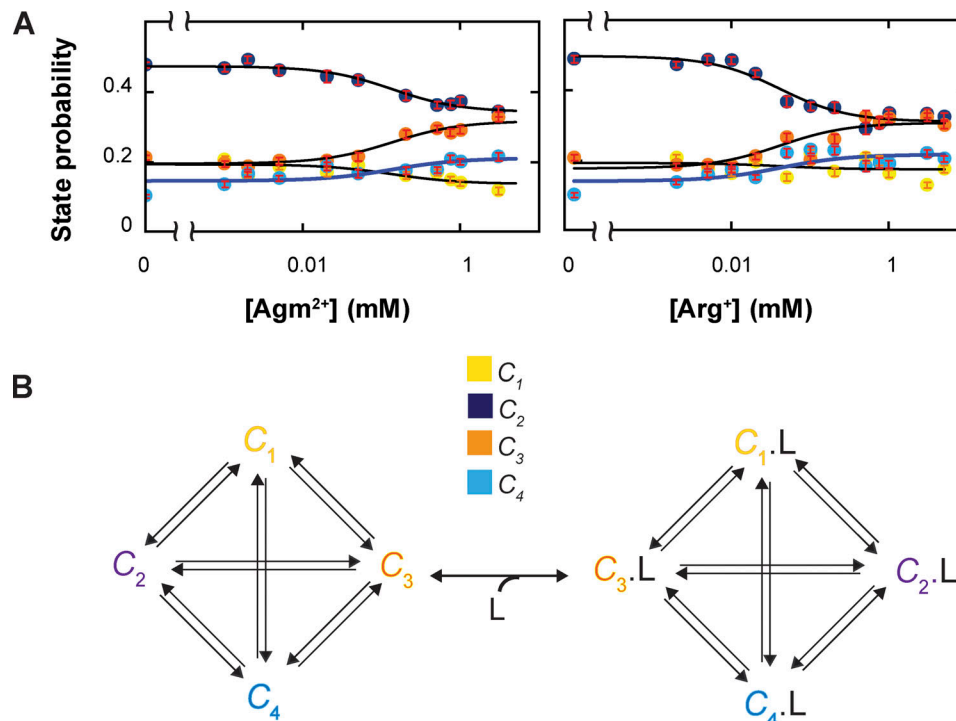 A
State probability
0.4
0.2
0
0 0.01 1
[Agm²⁺] (mM)
0 0.01 1
[Arg⁺] (mM)
B
C₁
C₂
C₃
C₄
C₁
C₂
C₃
C₄
L
C₁.L
C₃.L
C₂.L
C₄.L